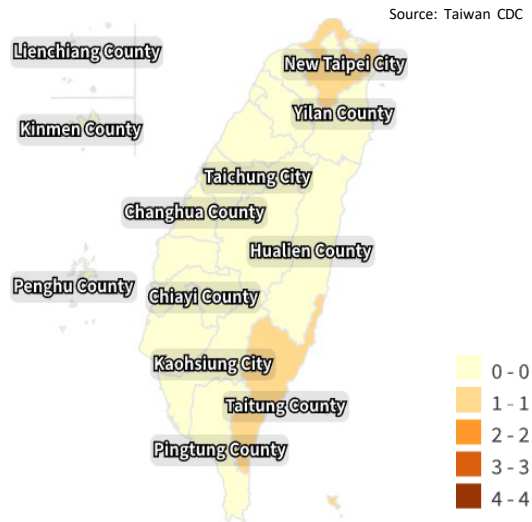 Source: Taiwan CDC
Lienchiang County
New Taipei City
Yilan County
Kinmen County
Taichung City
Changhua County
Hualien County
Penghu County
Chiayi County
Kaohsiung City
Taitung County
Pingtung County
0 - 0
1 - 1
2 - 2
3 - 3
4 - 4